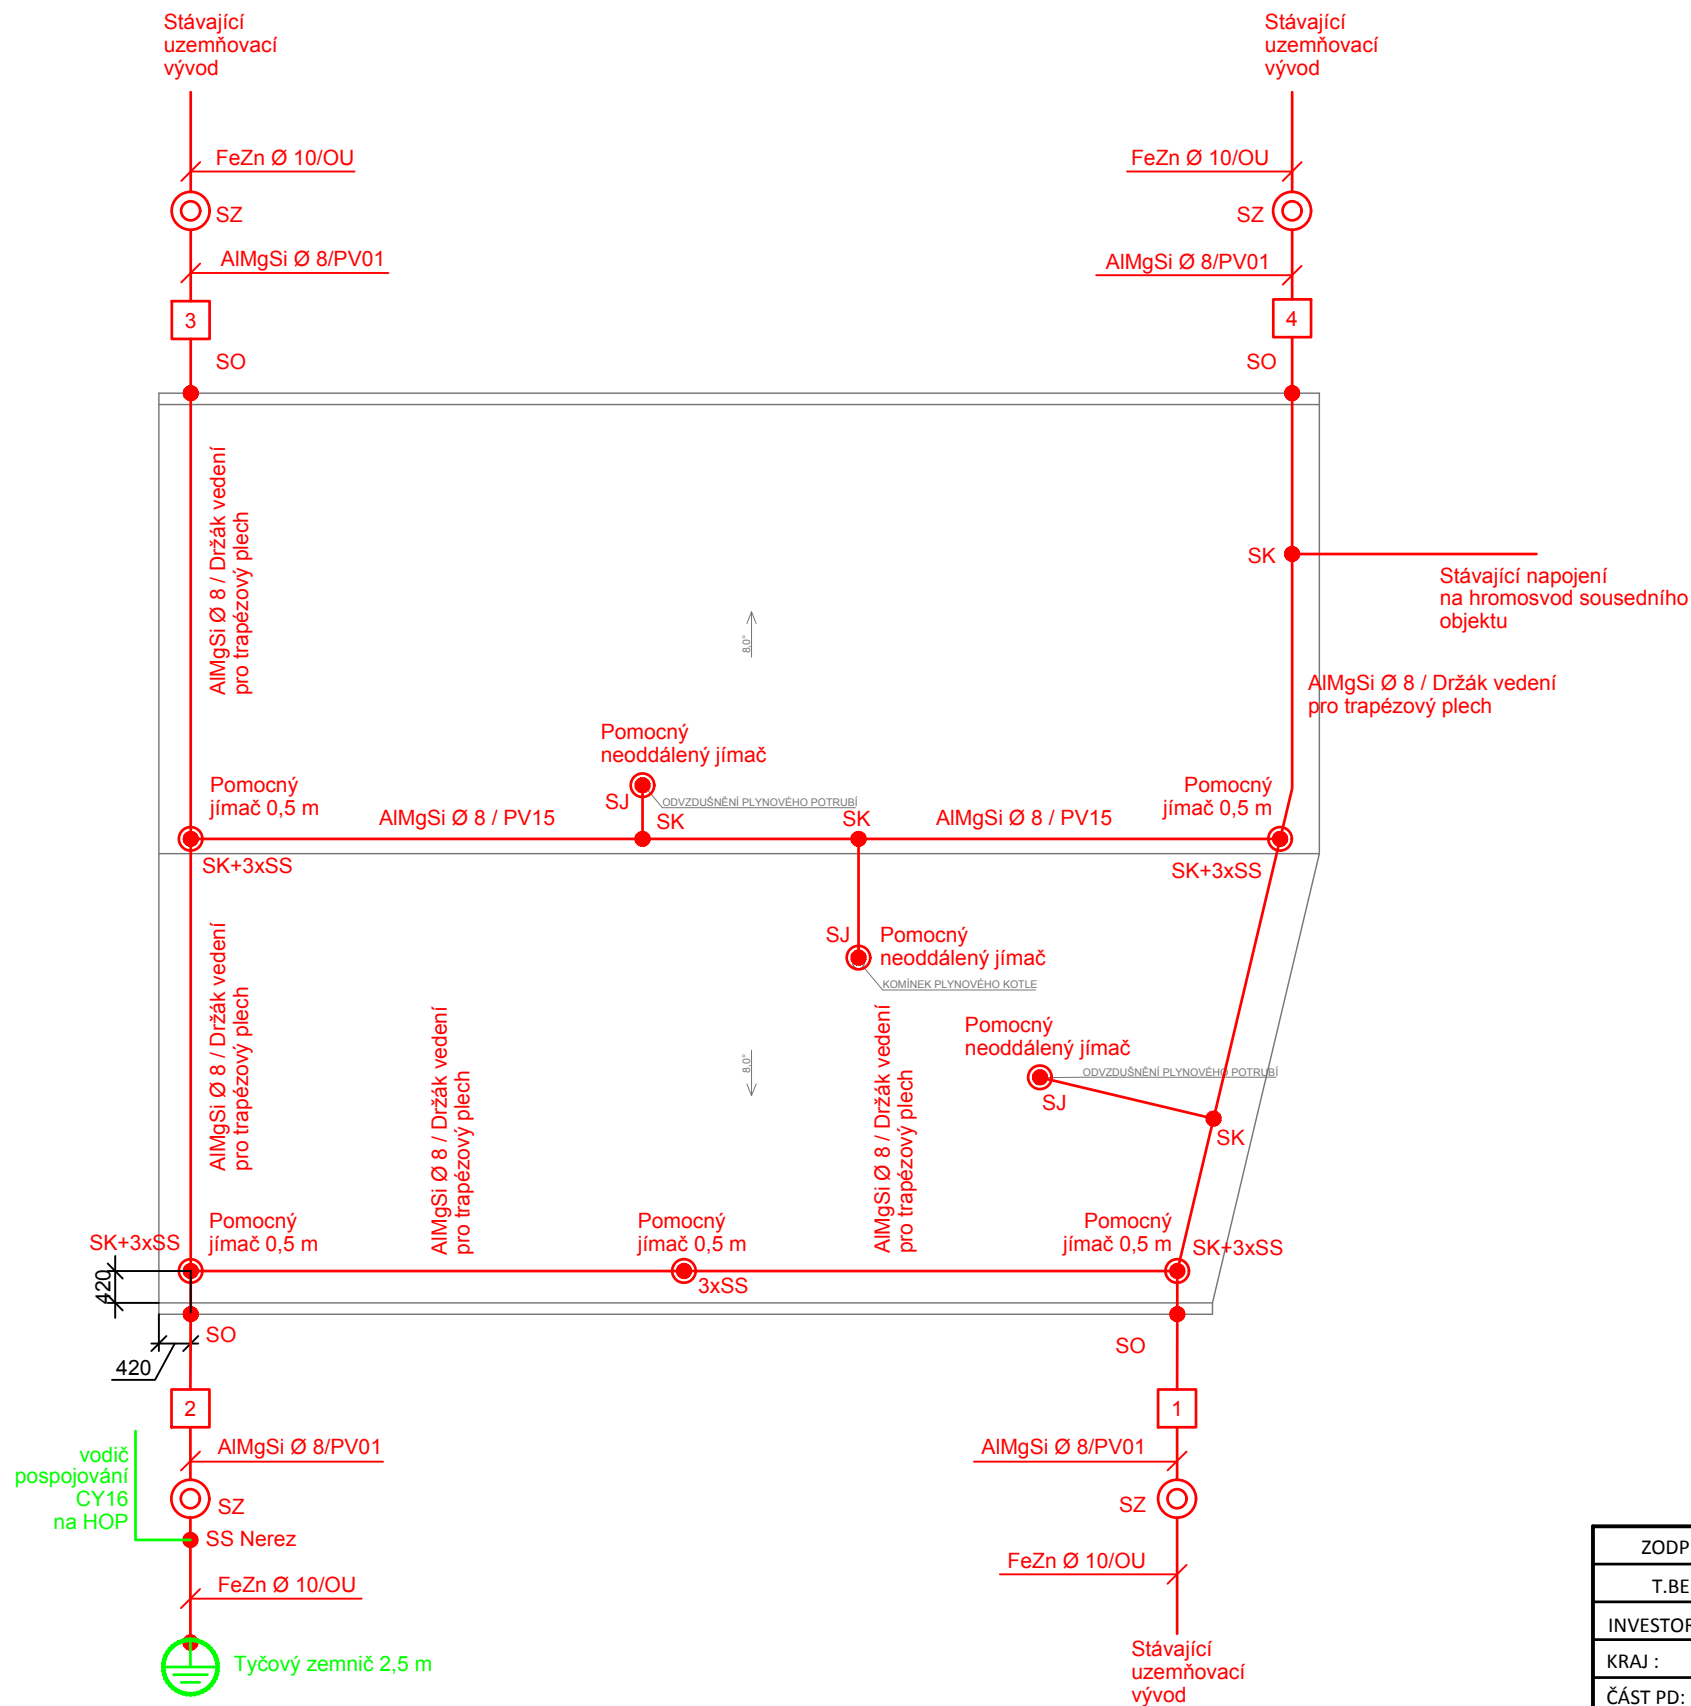 Stávající
uzemňovací
vývod
Stávající
uzemňovací
vývod
FeZn Ø 10/OU
FeZn Ø 10/OU
SZ
SZ
AlMgSi Ø 8/PV01
AlMgSi Ø 8/PV01
3
4
SO
SO
AlMgSi Ø 8 / Držák vedení
pro trapézový plech
SK
Stávající napojení
na hromosvod sousedního
objektu
8.0°
AlMgSi Ø 8 / Držák vedení
pro trapézový plech
Pomocný
neoddálený jímač
Pomocný
jímač 0,5 m
SJ
ODVZDUŠNĚNÍ PLYNOVÉHO POTRUBÍ
Pomocný
jímač 0,5 m
AlMgSi Ø 8 / PV15
SK
SK
AlMgSi Ø 8 / PV15
SK+3xSS
SK+3xSS
AlMgSi Ø 8 / Držák vedení
pro trapézový plech
SJ
Pomocný
neoddálený jímač
KOMÍNEK PLYNOVÉHO KOTLE
AlMgSi Ø 8 / Držák vedení
pro trapézový plech
AlMgSi Ø 8 / Držák vedení
pro trapézový plech
Pomocný
neoddálený jímač
8.0°
ODVZDUŠNĚNÍ PLYNOVÉHO POTRUBÍ
SJ
SK
SK+3xSS
Pomocný
jímač 0,5 m
Pomocný
jímač 0,5 m
Pomocný
jímač 0,5 m
SK+3xSS
3xSS
420
SO
SO
420
2
1
AlMgSi Ø 8/PV01
AlMgSi Ø 8/PV01
vodič
pospojování
CY16
na HOP
SZ
SZ
SS Nerez
FeZn Ø 10/OU
FeZn Ø 10/OU
Tyčový zemnič 2,5 m
Stávající
uzemňovací
vývod
ZODP
T.BE
INVESTOR
KRAJ :
ČÁST PD: